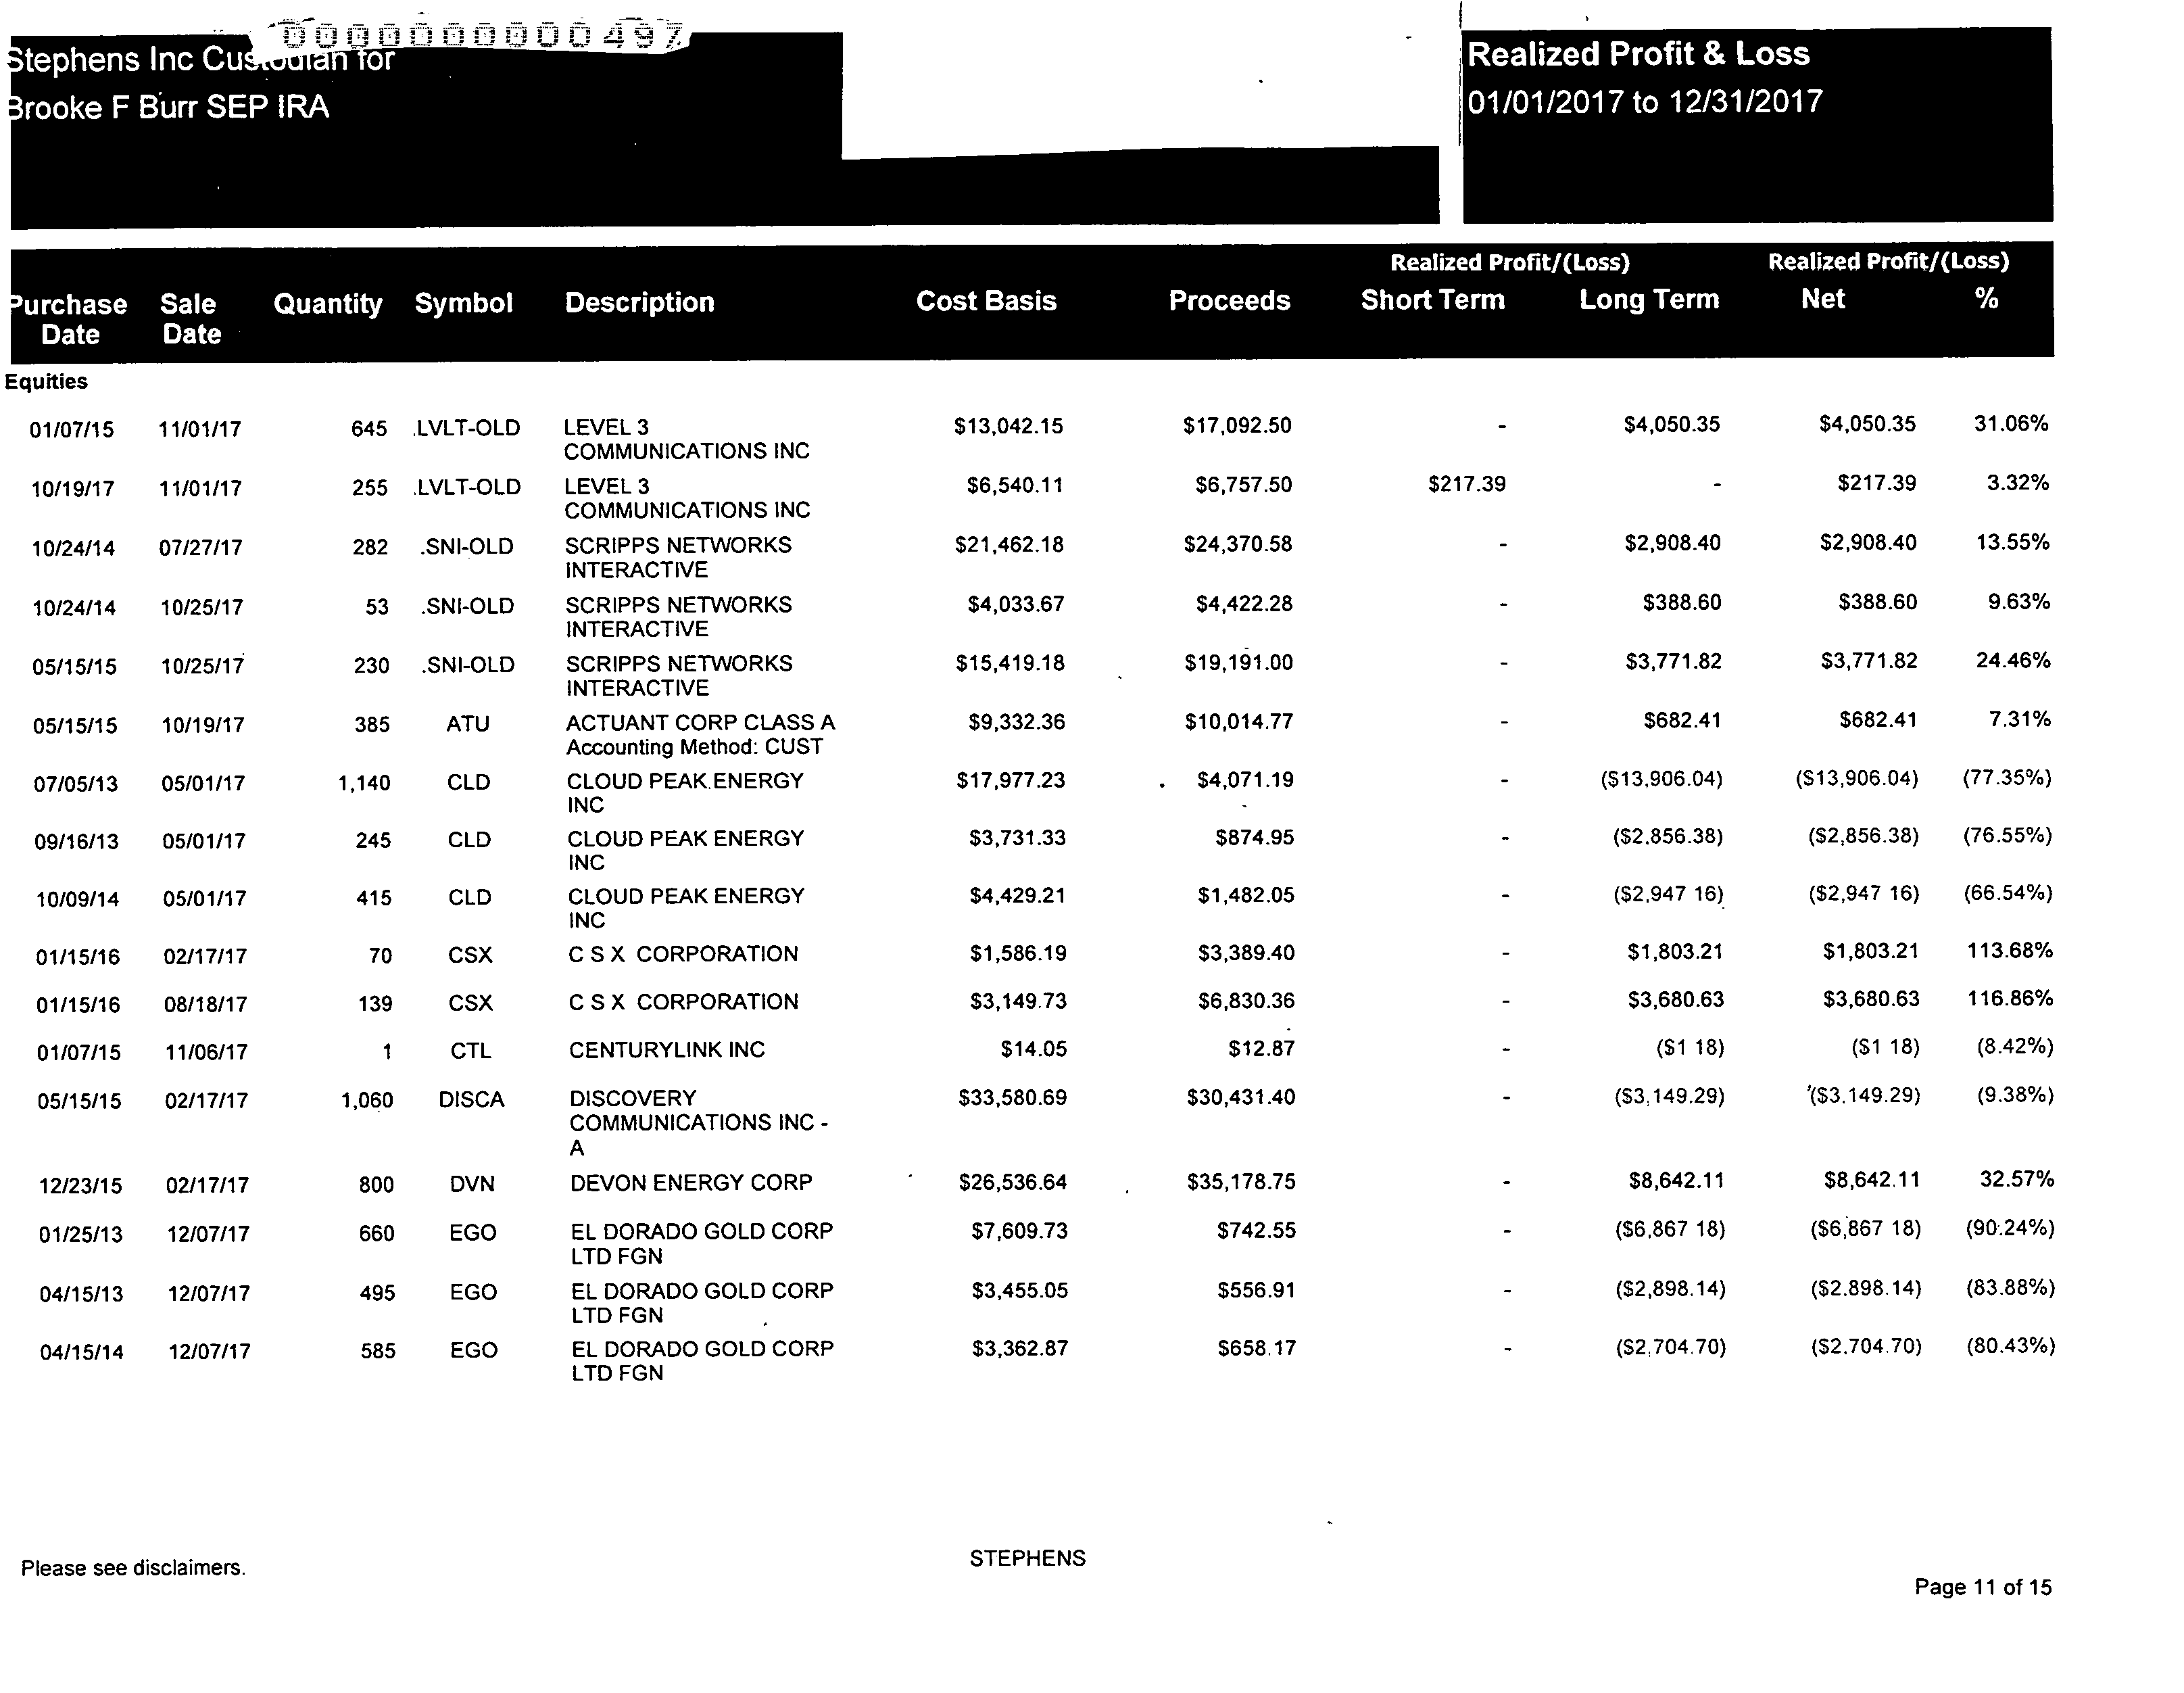 0000000000497
Stephens Inc Custodian for
Brooke F Burr SEP IRA
Realized Profit & Loss
01/01/2017 to 12/31/2017
Realized Profit/(Loss) Realized Profit/(Loss)
Purchase Sale Quantity Symbol Description Cost Basis Proceeds Short Term Long Term Net %
Date Date
Equities
01/07/15 11/01/17 645 .LVLT-OLD LEVEL 3 $13,042.15 $17,092.50 - $4,050.35 $4,050.35 31.06%
COMMUNICATIONS INC
10/19/17 11/01/17 255 .LVLT-OLD LEVEL 3 $6,540.11 $6,757.50 $217.39 - $217.39 3.32%
COMMUNICATIONS INC
10/24/14 07/27/17 282 .SNI-OLD SCRIPPS NETWORKS $21,462.18 $24,370.58 - $2,908.40 $2,908.40 13.55%
INTERACTIVE
10/24/14 10/25/17 53 .SNI-OLD SCRIPPS NETWORKS $4,033.67 $4,422.28 - $388.60 $388.60 9.63%
INTERACTIVE
05/15/15 10/25/17 230 .SNI-OLD SCRIPPS NETWORKS $15,419.18 $19,191.00 - $3,771.82 $3,771.82 24.46%
INTERACTIVE
05/15/15 10/19/17 385 ATU ACTUANT CORP CLASS A $9,332.36 $10,014.77 - $682.41 $682.41 7.31%
Accounting Method: CUST
07/05/13 05/01/17 1,140 CLD CLOUD PEAK ENERGY $17,977.23 $4,071.19 - ($13,906.04) ($13,906.04) (77.35%)
INC
09/16/13 05/01/17 245 CLD CLOUD PEAK ENERGY $3,731.33 $874.95 - ($2,856.38) ($2,856.38) (76.55%)
INC
10/09/14 05/01/17 415 CLD CLOUD PEAK ENERGY $4,429.21 $1,482.05 - ($2,947 16) ($2,947 16) (66.54%)
INC
01/15/16 02/17/17 70 CSX C S X CORPORATION $1,586.19 $3,389.40 - $1,803.21 $1,803.21 113.68%
01/15/16 08/18/17 139 CSX C S X CORPORATION $3,149.73 $6,830.36 - $3,680.63 $3,680.63 116.86%
01/07/15 11/06/17 1 CTL CENTURYLINK INC $14.05 $12.87 - ($1 18) ($1 18) (8.42%)
05/15/15 02/17/17 1,060 DISCA DISCOVERY $33,580.69 $30,431.40 - ($3,149.29) ($3,149.29) (9.38%)
COMMUNICATIONS INC -
A
12/23/15 02/17/17 800 DVN DEVON ENERGY CORP $26,536.64 $35,178.75 - $8,642.11 $8,642.11 32.57%
01/25/13 12/07/17 660 EGO EL DORADO GOLD CORP $7,609.73 $742.55 - ($6,867 18) ($6,867 18) (90.24%)
LTD FGN
04/15/13 12/07/17 495 EGO EL DORADO GOLD CORP $3,455.05 $556.91 - ($2,898.14) ($2,898.14) (83.88%)
LTD FGN
04/15/14 12/07/17 585 EGO EL DORADO GOLD CORP $3,362.87 $658.17 - ($2,704.70) ($2,704.70) (80.43%)
LTD FGN
Please see disclaimers.
STEPHENS
Page 11 of 15